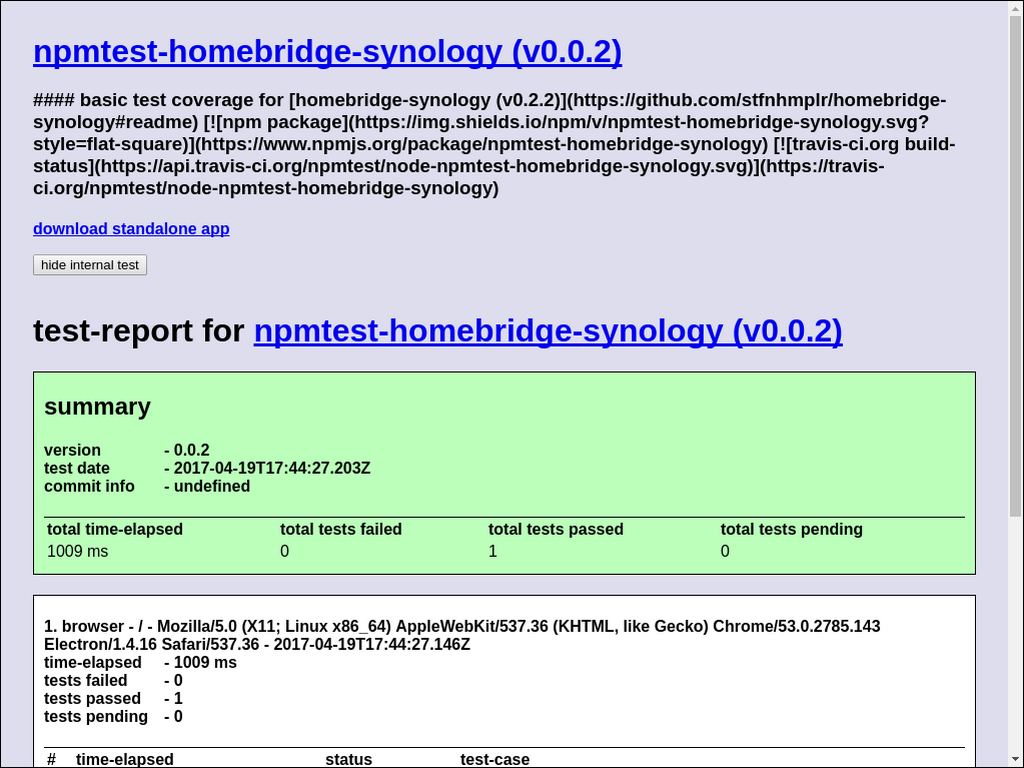 npmtest-homebridge-synology (v0.0.2)
#### basic test coverage for [homebridge-synology (v0.2.2)](https://github.com/stfnhmplr/homebridge-
synology#readme) [![npm package](https://img.shields.io/npm/v/npmtest-homebridge-synology.svg?
style=flat-square)](https://www.npmjs.org/package/npmtest-homebridge-synology) [![travis-ci.org build-
status](https://api.travis-ci.org/npmtest/node-npmtest-homebridge-synology.svg)](https://travis-
ci.org/npmtest/node-npmtest-homebridge-synology)
download standalone app
hide internal test
test-report for npmtest-homebridge-synology (v0.0.2)
summary
version - 0.0.2
test date - 2017-04-19T17:44:27.203Z
commit info - undefined
total time-elapsed total tests failed total tests passed total tests pending
1009 ms 0 1 0
1. browser - / - Mozilla/5.0 (X11; Linux x86_64) AppleWebKit/537.36 (KHTML, like Gecko) Chrome/53.0.2785.143
Electron/1.4.16 Safari/537.36 - 2017-04-19T17:44:27.146Z
time-elapsed - 1009 ms
tests failed - 0
tests passed - 1
tests pending - 0
# time-elapsed status test-case